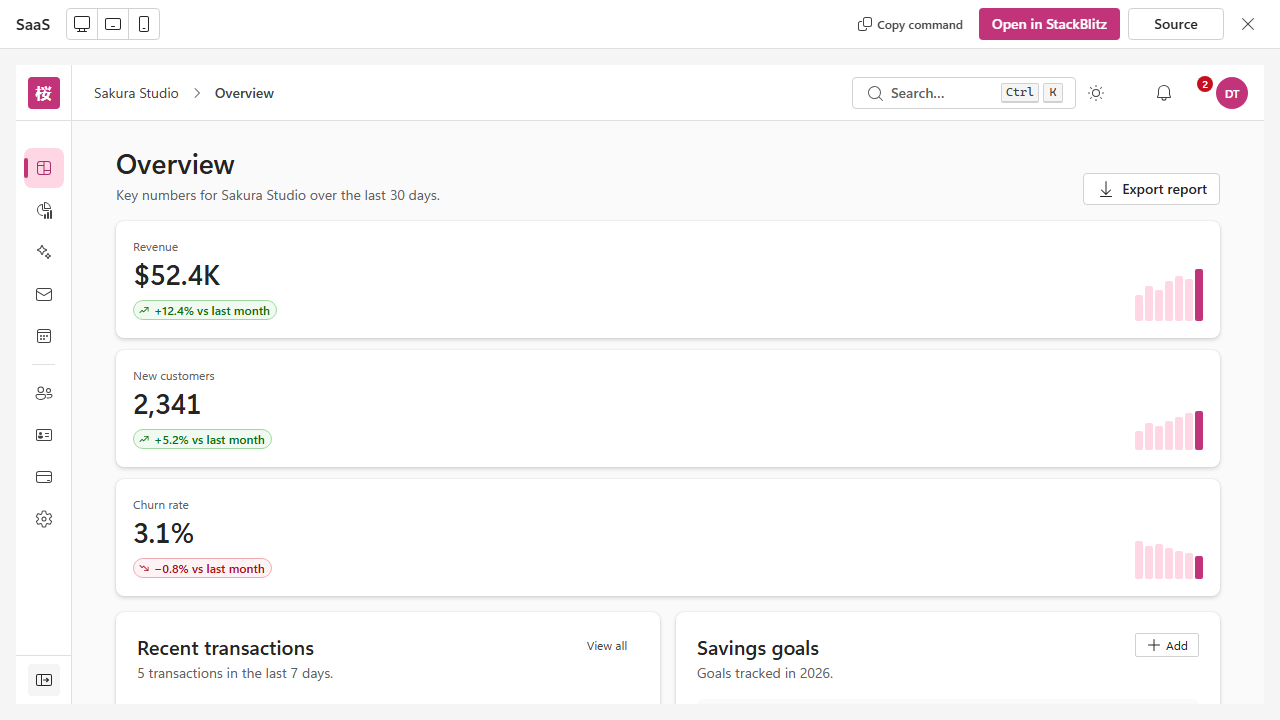 SaaS
Copy command
Open in StackBlitz
Source
桜
Sakura Studio
Overview
Search...
Ctrl
K
2
DT
Overview
Key numbers for Sakura Studio over the last 30 days.
Export report
Revenue
$52.4K
+12.4% vs last month
New customers
2,341
+5.2% vs last month
Churn rate
3.1%
−0.8% vs last month
Recent transactions
View all
5 transactions in the last 7 days.
Savings goals
Add
Goals tracked in 2026.